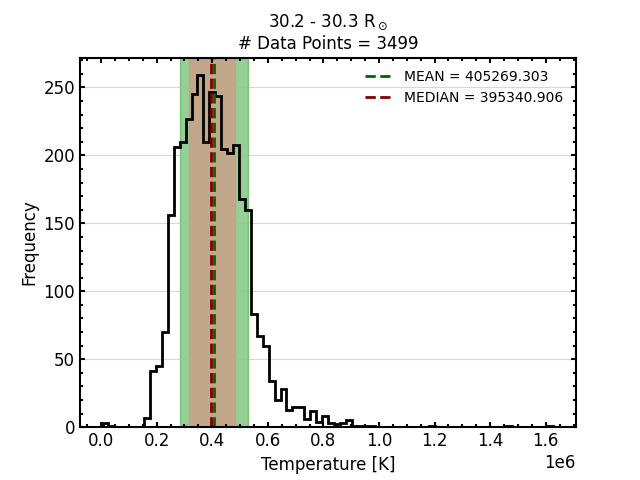 30.2 - 30.3 R⊙
# Data Points = 3499
MEAN = 405269.303
MEDIAN = 395340.906
Frequency
250
200
150
100
50
0
0.0 0.2 0.4 0.6 0.8 1.0 1.2 1.4 1.6
1e6
Temperature [K]